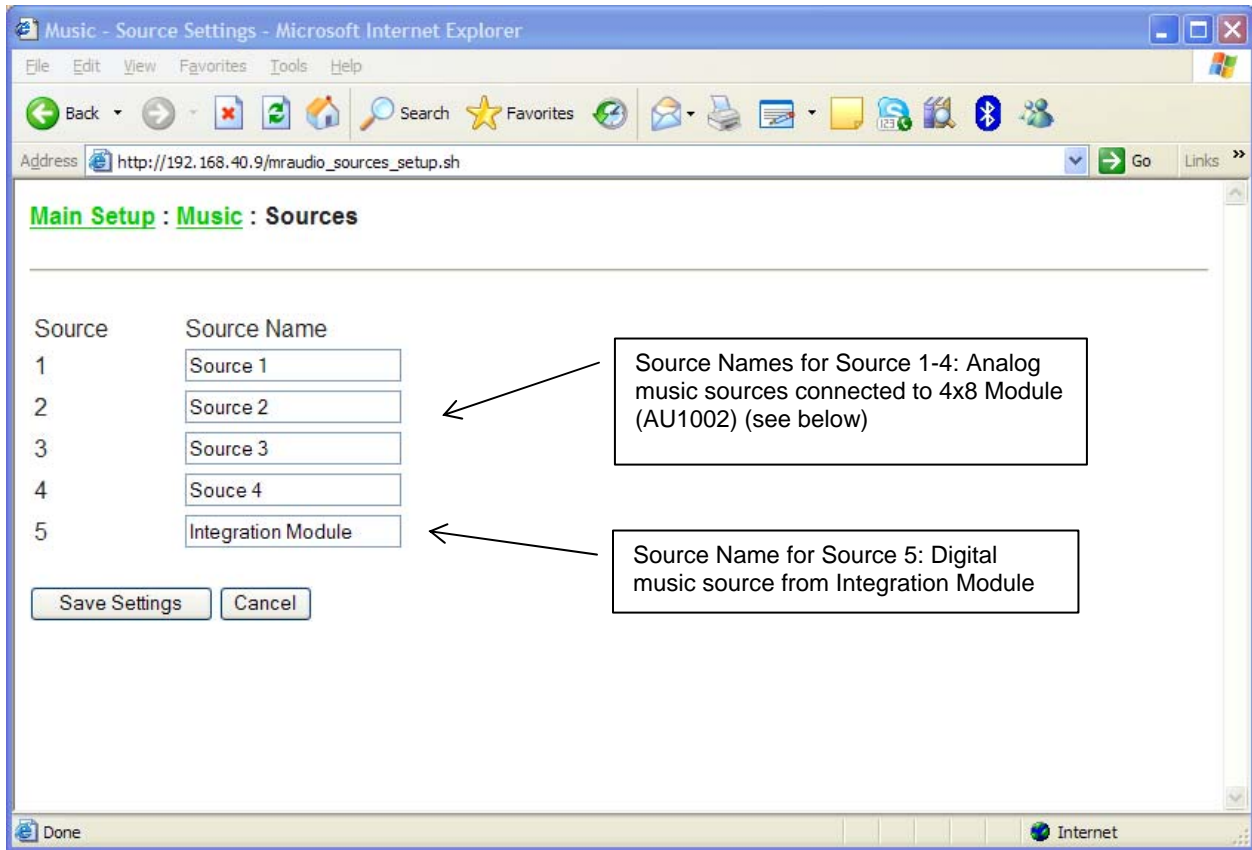 Music - Source Settings - Microsoft Internet Explorer
File Edit View Favorites Tools Help
Back Search Favorites
Address http://192.168.40.9/mraudio_sources_setup.sh Go Links »
Main Setup : Music : Sources
Source Source Name
1 Source 1
2 Source 2
3 Source 3
4 Souce 4
5 Integration Module
Save Settings Cancel
Source Names for Source 1-4: Analog
music sources connected to 4x8 Module
(AU1002) (see below)
Source Name for Source 5: Digital
music source from Integration Module
Done Internet